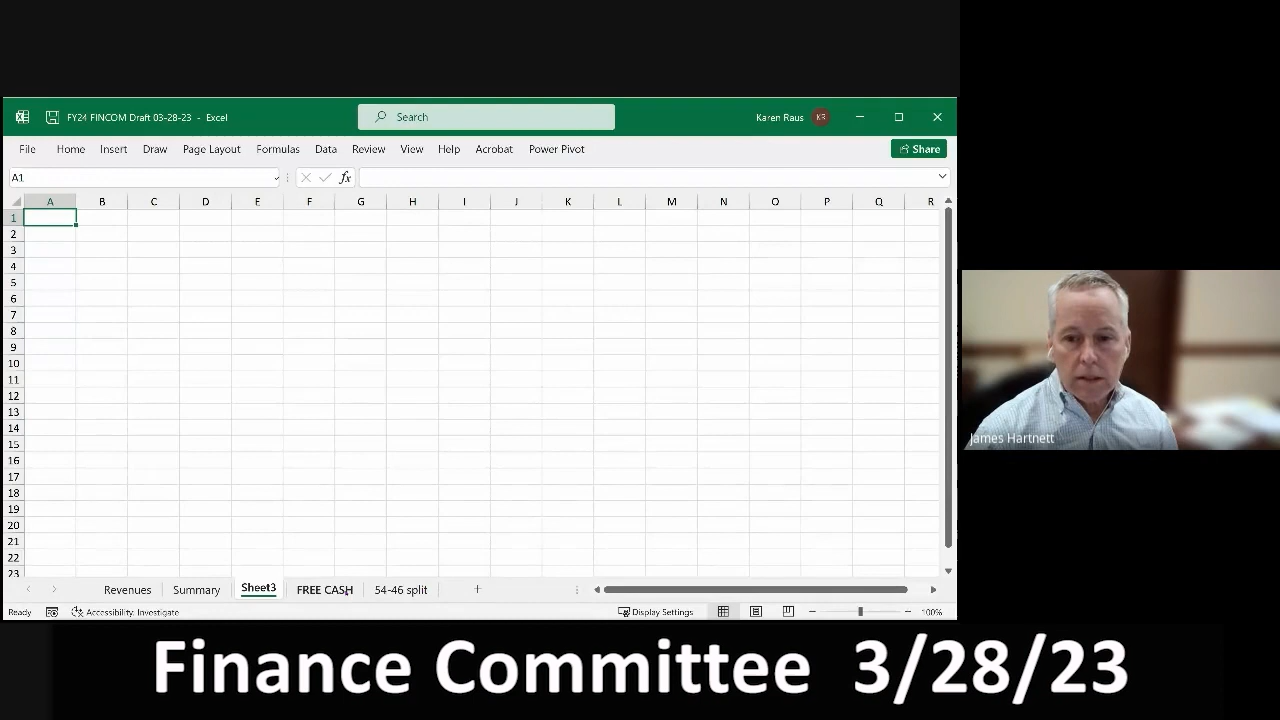 FY24 FINCOM Draft 03-28-23 - Excel
Search
Karen Raus KR
File Home Insert Draw Page Layout Formulas Data Review View Help Acrobat Power Pivot
Share
A1
fx
A B C D E F G H I J K L M N O P Q R
1
2
3
4
5
6
7
8
9
10
11
12
13
14
15
16
17
18
19
20
21
22
23
James Hartnett
Revenues Summary Sheet3 FREE CASH 54-46 split
Ready Accessibility: Investigate Display Settings 100%
Finance Committee 3/28/23